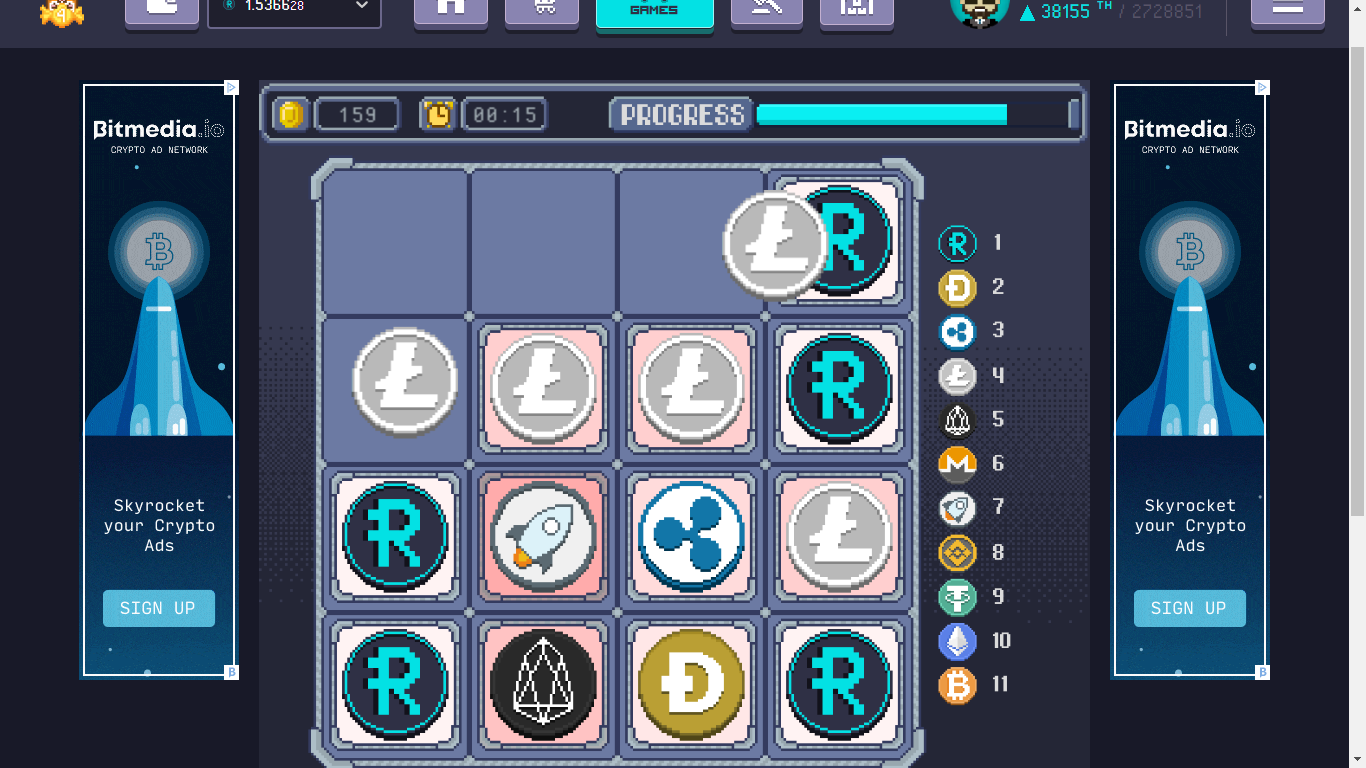 1.536628
GAMES
38155 TH / 2728851
159
00:15
PROGRESS
Bitmedia.io
CRYPTO AD NETWORK
Skyrocket
your Crypto
Ads
SIGN UP
1
2
3
4
5
6
7
8
9
10
11
Bitmedia.io
CRYPTO AD NETWORK
Skyrocket
your Crypto
Ads
SIGN UP